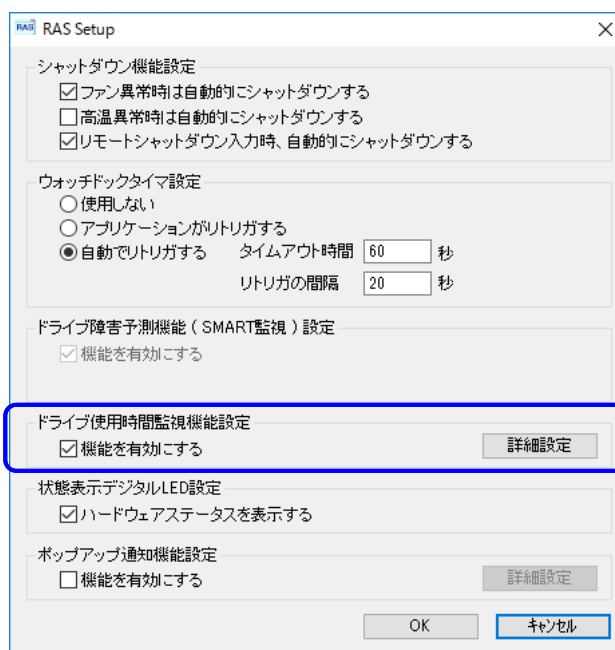 RAS RAS Setup
シャットダウン機能設定
ファン異常時は自動的にシャットダウンする
高温異常時は自動的にシャットダウンする
リモートシャットダウン入力時、自動的にシャットダウンする
ウォッチドックタイマ設定
使用しない
アプリケーションがリトリガする
自動でリトリガする タイムアウト時間 60 秒
リトリガの間隔 20 秒
ドライブ障害予測機能 ( SMART監視 ) 設定
機能を有効にする
ドライブ使用時間監視機能設定
機能を有効にする 詳細設定
状態表示デジタルLED設定
ハードウェアステータスを表示する
ポップアップ通知機能設定
機能を有効にする 詳細設定
OK キャンセル